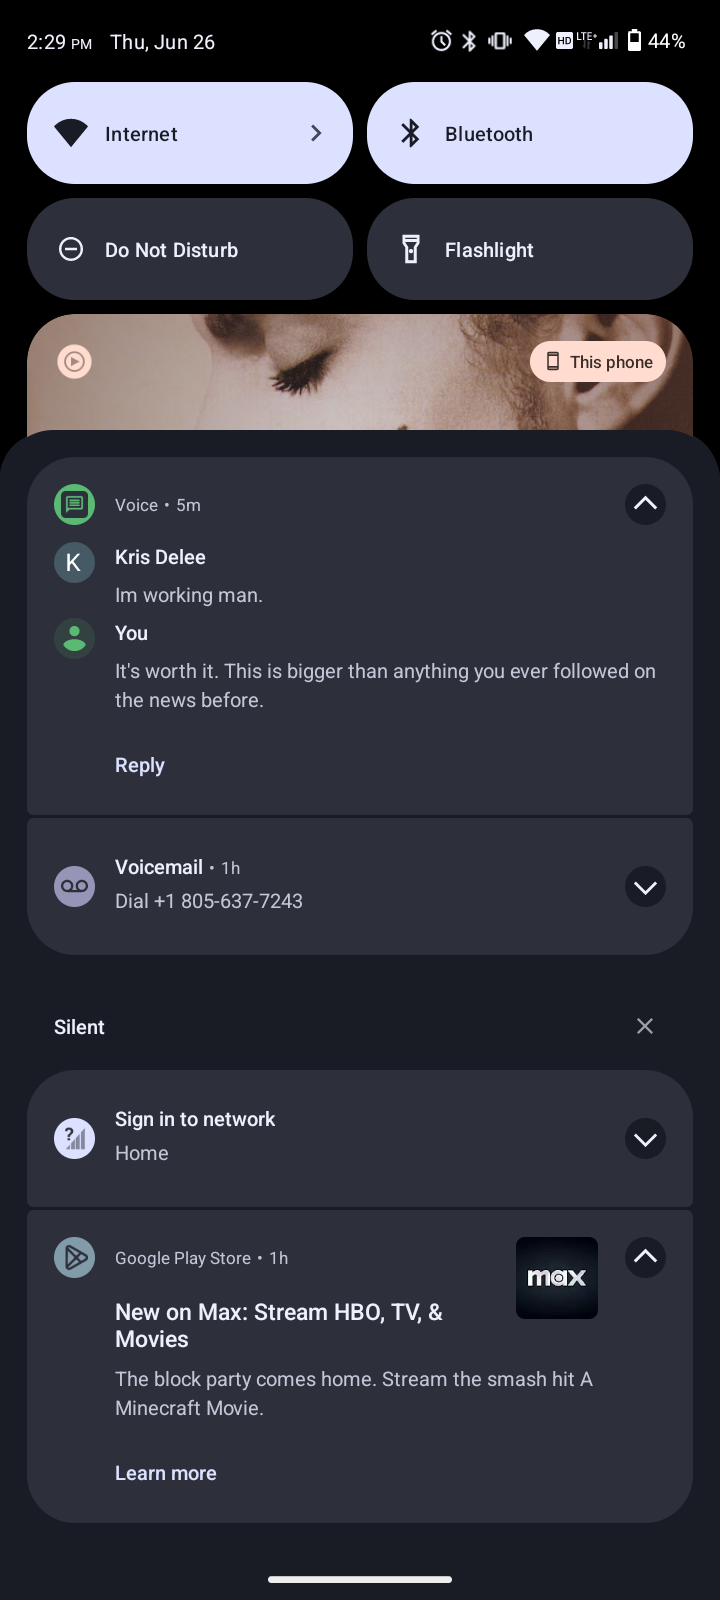 2:29 PM Thu, Jun 26 HD LTE+ 44%
Internet
Bluetooth
Do Not Disturb
Flashlight
This phone
Voice • 5m
K
Kris Delee
Im working man.
You
It's worth it. This is bigger than anything you ever followed on
the news before.
Reply
Voicemail • 1h
Dial +1 805-637-7243
Silent
?
Sign in to network
Home
Google Play Store • 1h
max
New on Max: Stream HBO, TV, &
Movies
The block party comes home. Stream the smash hit A
Minecraft Movie.
Learn more